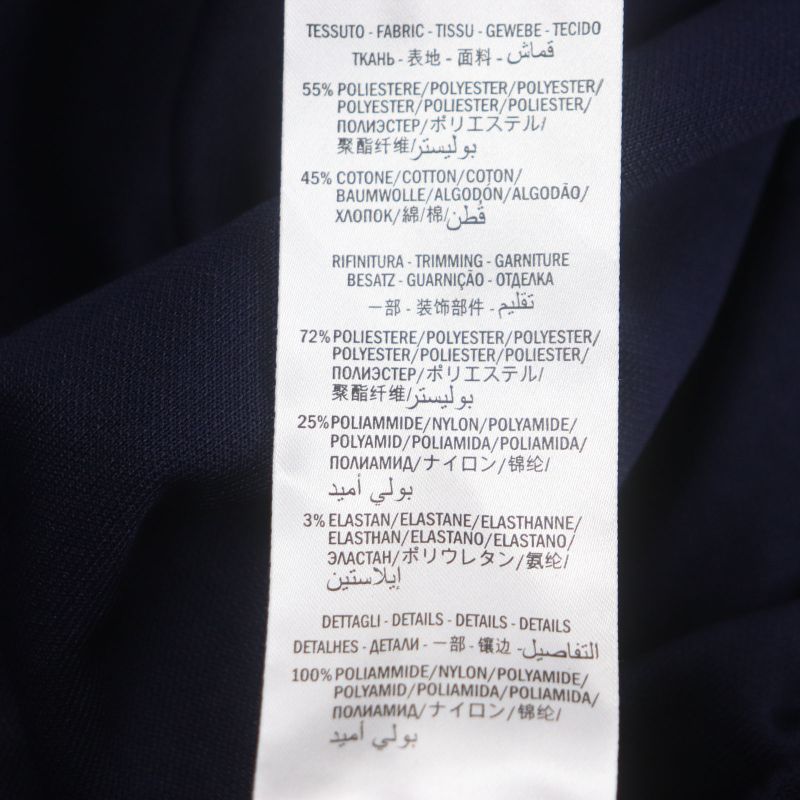 TESSUTO - FABRIC - TISSU - GEWEBE - TECIDO
ТКАНЬ - 表地 - 面料 - قماش
55% POLIESTERE/POLYESTER/POLYESTER/
POLYESTER/POLIESTER/POLIESTER/
ПОЛИЭСТЕР/ポリエステル/
聚酯纤维/بوليستر
45% COTONE/COTTON/COTON/
BAUMWOLLE/ALGODÓN/ALGODÃO/
ХЛОПОК/綿/棉/قُطن
RIFINITURA - TRIMMING - GARNITURE
BESATZ - GUARNIÇÃO - ОТДЕЛКА
一部 - 装饰部件 - تقليم
72% POLIESTERE/POLYESTER/POLYESTER/
POLYESTER/POLIESTER/POLIESTER/
ПОЛИЭСТЕР/ポリエステル/
聚酯纤维/بوليستر
25% POLIAMMIDE/NYLON/POLYAMIDE/
POLYAMID/POLIAMIDA/POLIAMIDA/
ПОЛИАМИД/ナイロン/锦纶/
بولي أميد
3% ELASTAN/ELASTANE/ELASTHANNE/
ELASTHAN/ELASTANO/ELASTANO/
ЭЛАСТАН/ポリウレタン/氨纶/
إيلاستين
DETTAGLI - DETAILS - DETAILS - DETAILS
DETALHES - ДЕТАЛИ - 一部 - 镶边 - التفاصيل
100% POLIAMMIDE/NYLON/POLYAMIDE/
POLYAMID/POLIAMIDA/POLIAMIDA/
ПОЛИАМИД/ナイロン/锦纶/
بولي أميد